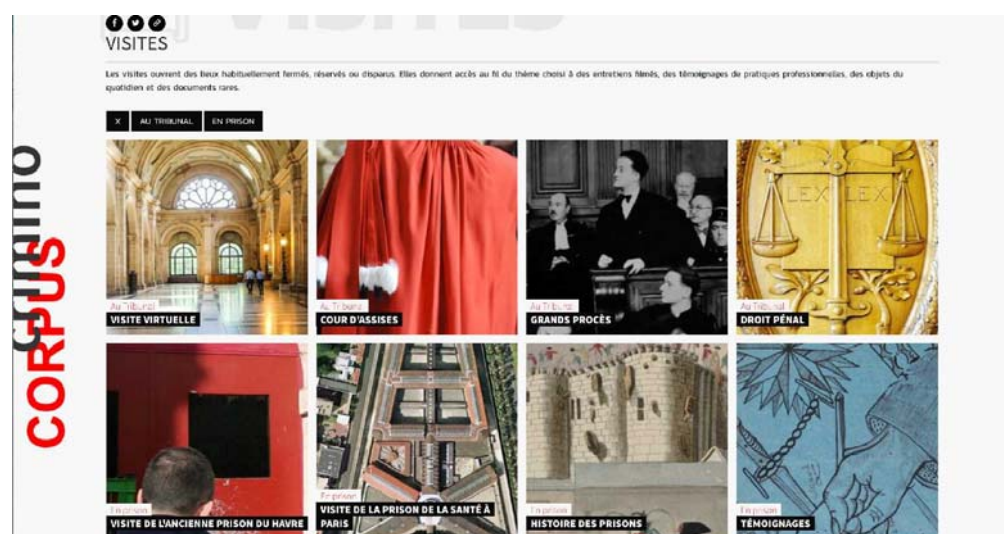 VISITES
VISITES
Les visites ouvrent des lieux habituellement fermés, réservés ou disparus. Elles donnent accès au fil du thème choisi à des entretiens filmés, des témoignages de pratiques professionnelles, des objets du
quotidien et des documents rares.
X AU TRIBUNAL EN PRISON
criminocorpus
LEX LEX
Au Tribunal
VISITE VIRTUELLE
Au Tribunal
COUR D'ASSISES
Au Tribunal
GRANDS PROCÈS
Au Tribunal
DROIT PÉNAL
En prison
VISITE DE L'ANCIENNE PRISON DU HAVRE
En prison
VISITE DE LA PRISON DE LA SANTÉ À
PARIS
En prison
HISTOIRE DES PRISONS
En prison
TÉMOIGNAGES